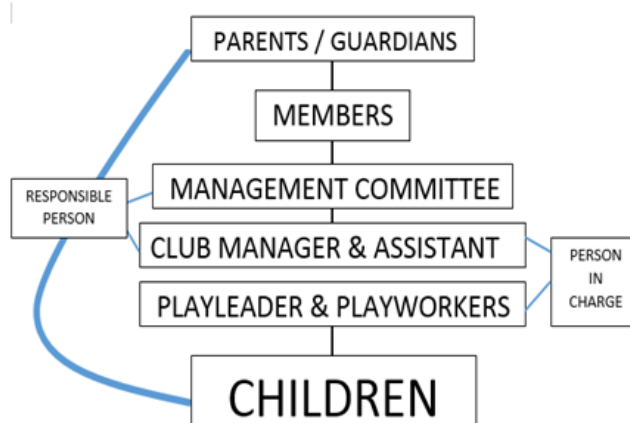 PARENTS / GUARDIANS
MEMBERS
MANAGEMENT COMMITTEE
RESPONSIBLE
PERSON
CLUB MANAGER & ASSISTANT
PERSON
IN
CHARGE
PLAYLEADER & PLAYWORKERS
CHILDREN